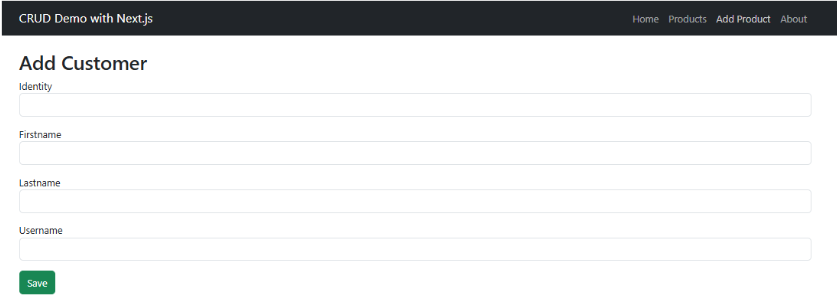 CRUD Demo with Next.js Home Products Add Product About
Add Customer
Identity
Firstname
Lastname
Username
Save